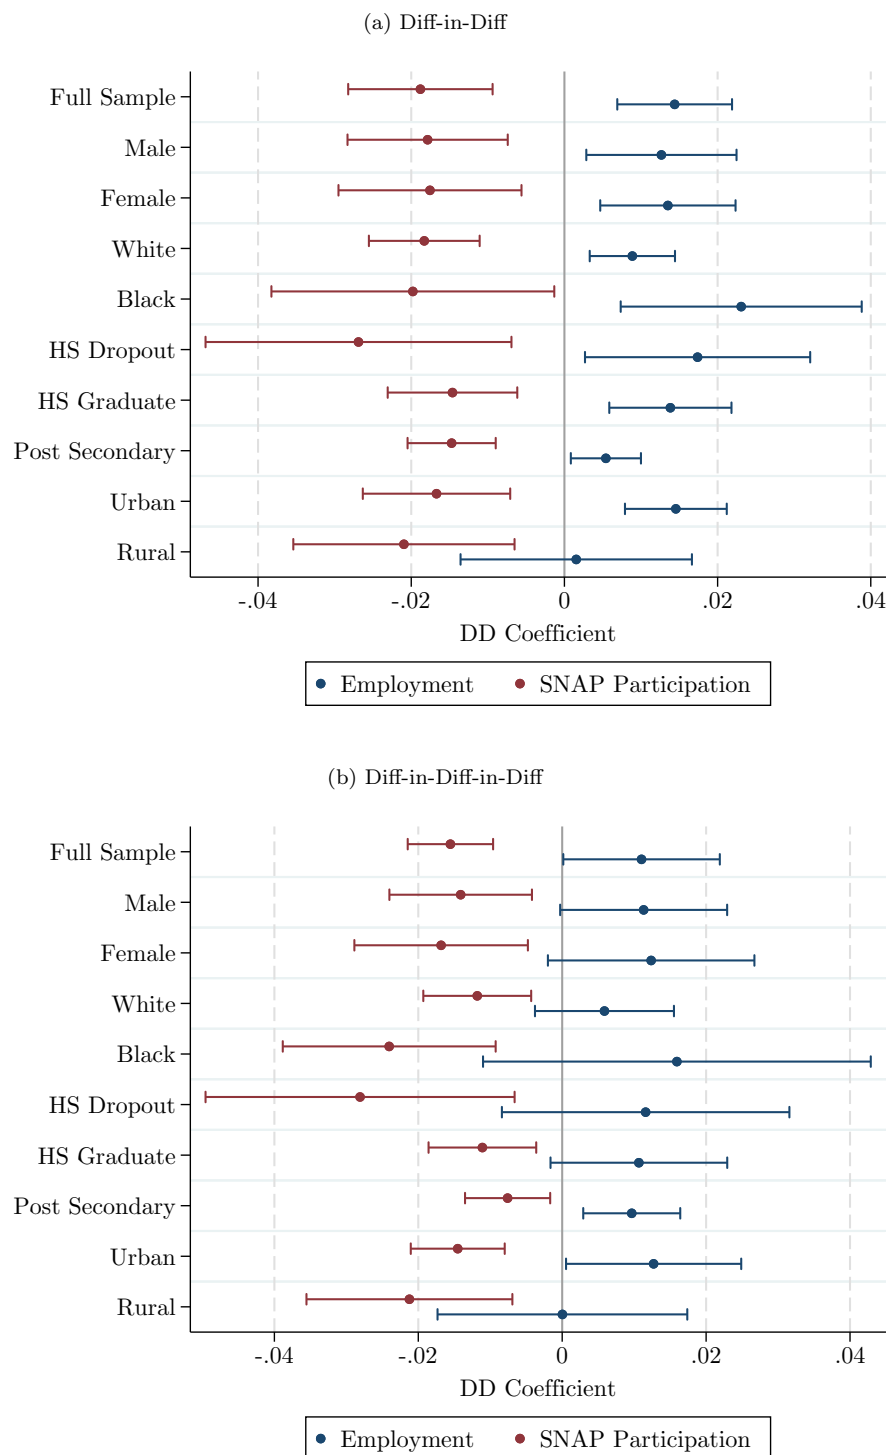 (a) Diff-in-Diff
Full Sample
Male
Female
White
Black
HS Dropout
HS Graduate
Post Secondary
Urban
Rural
-.04 -.02 0 .02 .04
DD Coefficient
Employment SNAP Participation
(b) Diff-in-Diff-in-Diff
Full Sample
Male
Female
White
Black
HS Dropout
HS Graduate
Post Secondary
Urban
Rural
-.04 -.02 0 .02 .04
DD Coefficient
Employment SNAP Participation